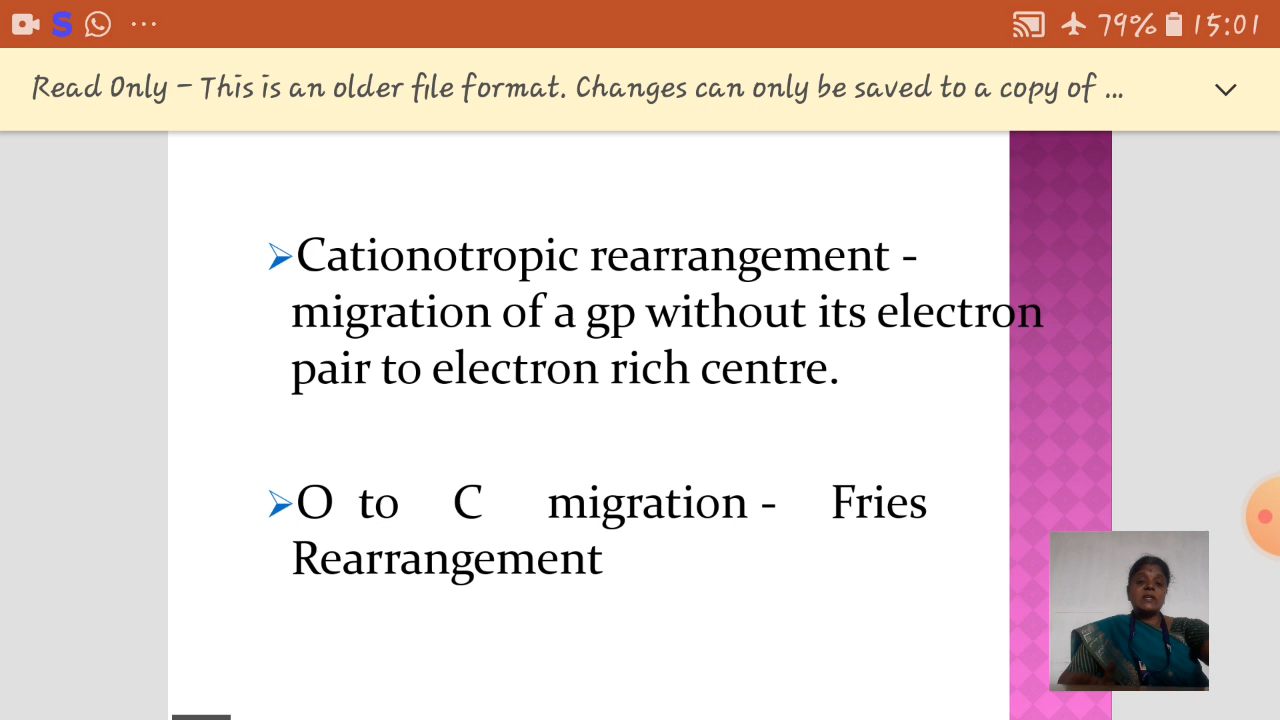 S ... 79% 15:01
Read Only – This is an older file format. Changes can only be saved to a copy of ...
➢Cationotropic rearrangement -
migration of a gp without its electron
pair to electron rich centre.
➢O to C migration - Fries
Rearrangement